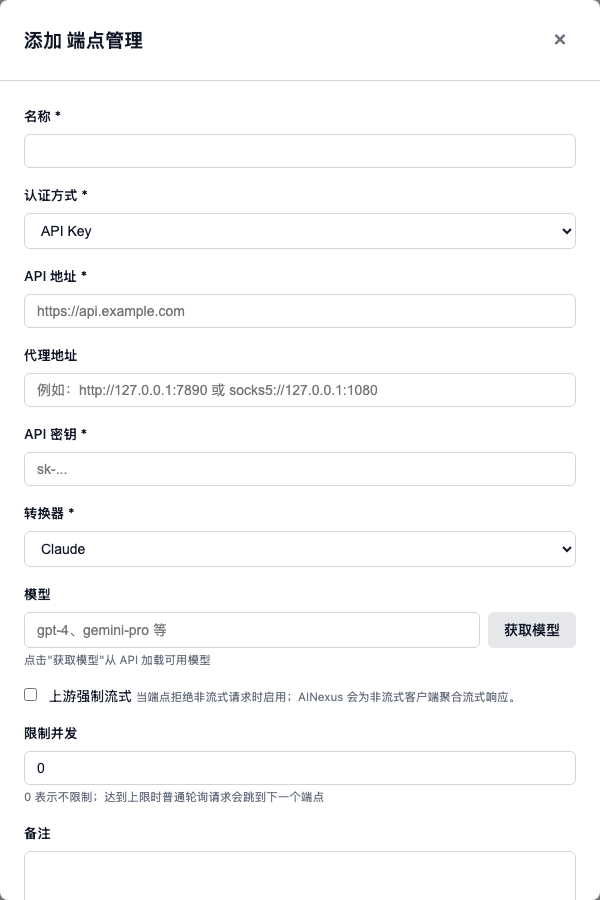 添加 端点管理
×
名称 *
认证方式 *
API Key
API 地址 *
https://api.example.com
代理地址
例如：http://127.0.0.1:7890 或 socks5://127.0.0.1:1080
API 密钥 *
sk-...
转换器 *
Claude
模型
gpt-4、gemini-pro 等
获取模型
点击"获取模型"从 API 加载可用模型
上游强制流式 当端点拒绝非流式请求时启用；AINexus 会为非流式客户端聚合流式响应。
限制并发
0
0 表示不限制；达到上限时普通轮询请求会跳到下一个端点
备注